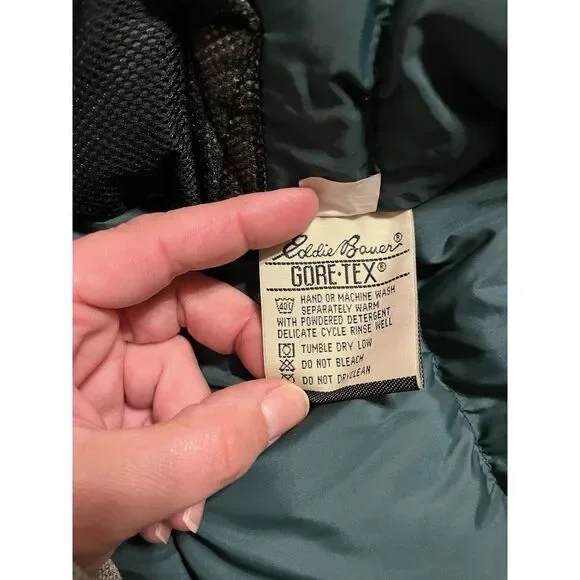 Eddie Bauer®
GORE-TEX®
40C HAND OR MACHINE WASH
SEPARATELY WARM
WITH POWDERED DETERGENT
DELICATE CYCLE RINSE WELL
TUMBLE DRY LOW
DO NOT BLEACH
DO NOT DRYCLEAN